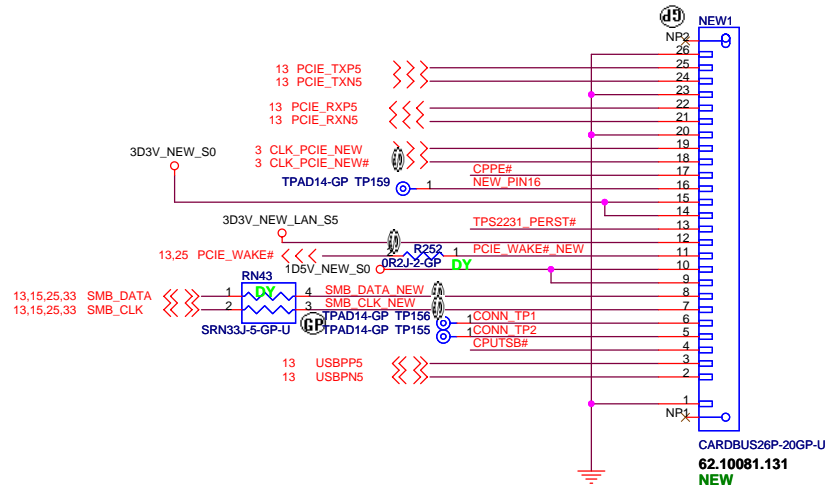 GP
NEW1
NP2
26
13 PCIE_TXP5 25
13 PCIE_TXN5 24
23
13 PCIE_RXP5 22
13 PCIE_RXN5 21
20
3 CLK_PCIE_NEW 19
3 CLK_PCIE_NEW# 18
3D3V_NEW_S0
CPPE# 17
TPAD14-GP TP159 1 NEW_PIN16 16
15
14
3D3V_NEW_LAN_S5
TPS2231_PERST# 13
12
13,25 PCIE_WAKE# 2 R252 1 PCIE_WAKE#_NEW 11
0R2J-2-GP DY
1D5V_NEW_S0 10
9
RN43
13,15,25,33 SMB_DATA 1 DY 4 SMB_DATA_NEW 8
13,15,25,33 SMB_CLK 2 3 SMB_CLK_NEW 7
SRN33J-5-GP-U GP
TPAD14-GP TP156 1 CONN_TP1 6
TPAD14-GP TP155 1 CONN_TP2 5
CPUTSB# 4
13 USBPP5 3
13 USBPN5 2
1
NP1
CARDBUS26P-20GP-U
62.10081.131
NEW